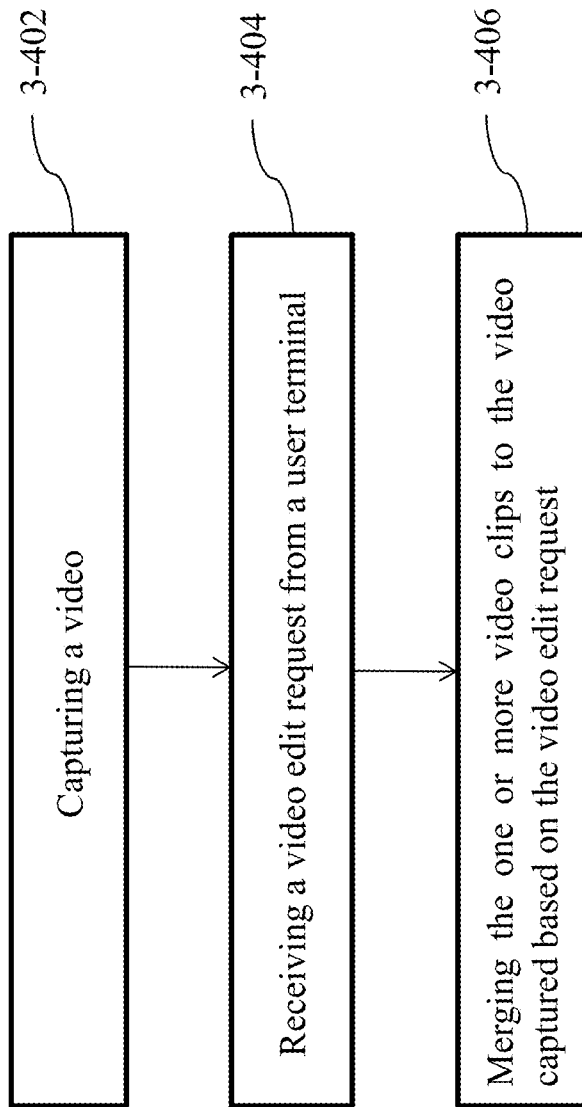 Capturing a video
3-402
Receiving a video edit request from a user terminal
3-404
Merging the one or more video clips to the video
captured based on the video edit request
3-406